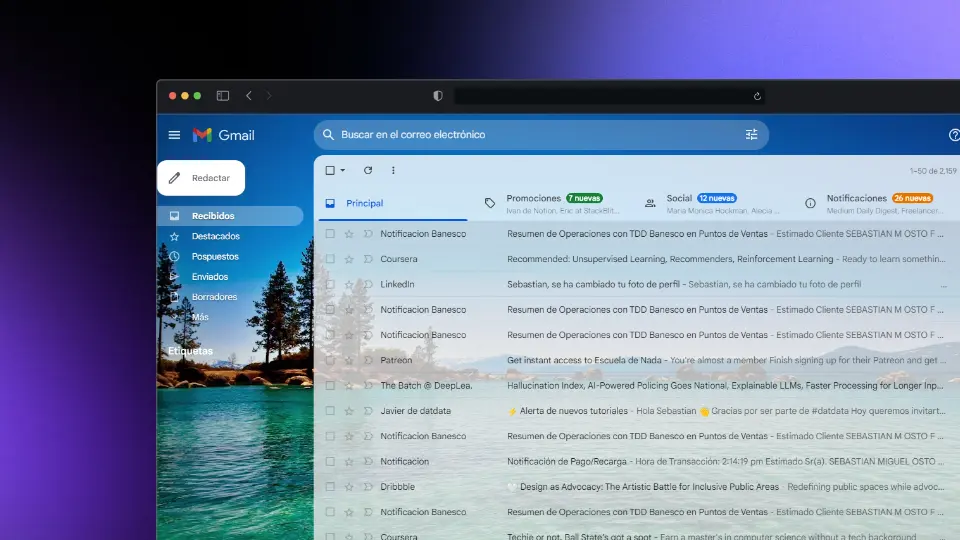 Gmail
Buscar en el correo electrónico
Redactar
1–50 de 2,159
Principal
Promociones 7 nuevas
Ivan de Notion, Eric at StackBlit...
Social 12 nuevas
Maria Monica Hockman, Alecia ...
Notificaciones 26 nuevas
Medium Daily Digest, Freelancer...
Recibidos
Destacados
Pospuestos
Enviados
Borradores
Más
Etiquetas
Notificacion Banesco Resumen de Operaciones con TDD Banesco en Puntos de Ventas - Estimado Cliente SEBASTIAN M OSTO F ...
Coursera Recommended: Unsupervised Learning, Recommenders, Reinforcement Learning - Ready to learn somethin...
LinkedIn Sebastian, se ha cambiado tu foto de perfil - Sebastian, se ha cambiado tu foto de perfil ...
Notificacion Banesco Resumen de Operaciones con TDD Banesco en Puntos de Ventas - Estimado Cliente SEBASTIAN M OSTO F ...
Notificacion Banesco Resumen de Operaciones con TDD Banesco en Puntos de Ventas - Estimado Cliente SEBASTIAN M OSTO F ...
Patreon Get instant access to Escuela de Nada - You're almost a member Finish signing up for their Patreon and get ...
The Batch @ DeepLea. Hallucination Index, AI-Powered Policing Goes National, Explainable LLMs, Faster Processing for Longer Inp...
Javier de datdata ⚡ Alerta de nuevos tutoriales - Hola Sebastian 👋 Gracias por ser parte de #datdata Hoy queremos invitart...
Notificacion Banesco Resumen de Operaciones con TDD Banesco en Puntos de Ventas - Estimado Cliente SEBASTIAN M OSTO F ...
Notificacion Notificación de Pago/Recarga - Hora de Transacción: 2:14:19 pm Estimado Sr(a). SEBASTIAN MIGUEL OSTO ...
Dribbble 🤍 Design as Advocacy: The Artistic Battle for Inclusive Public Areas - Redefining public spaces while advoc...
Notificacion Banesco Resumen de Operaciones con TDD Banesco en Puntos de Ventas - Estimado Cliente SEBASTIAN M OSTO F ...
Coursera Techie or not, Ball State's got a spot - Earn a master's in computer science without a tech background